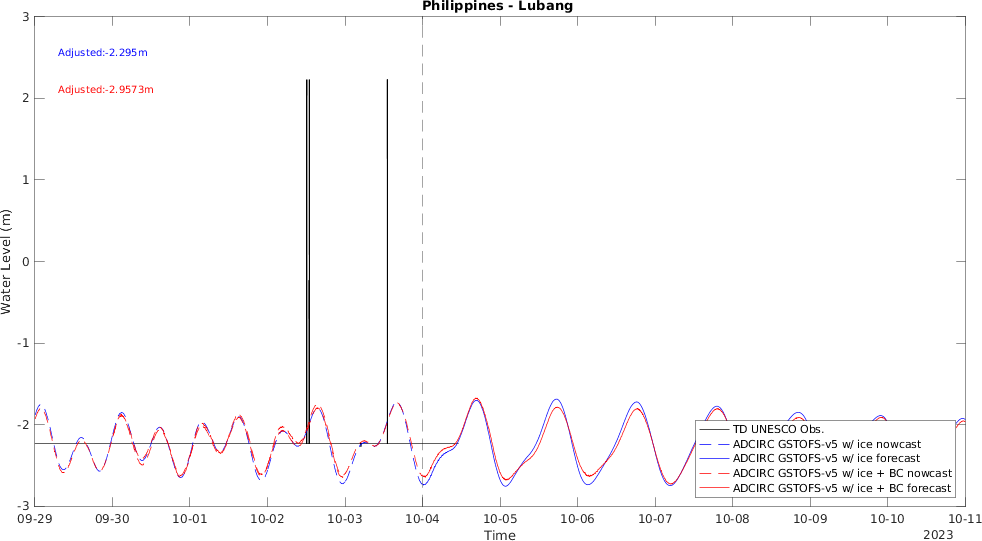 Philippines - Lubang
Adjusted:-2.295m
Adjusted:-2.9573m
Water Level (m)
3
2
1
0
-1
-2
-3
TD UNESCO Obs.
ADCIRC GSTOFS-v5 w/ ice nowcast
ADCIRC GSTOFS-v5 w/ ice forecast
ADCIRC GSTOFS-v5 w/ ice + BC nowcast
ADCIRC GSTOFS-v5 w/ ice + BC forecast
09-29 09-30 10-01 10-02 10-03 10-04 10-05 10-06 10-07 10-08 10-09 10-10 10-11
Time
2023